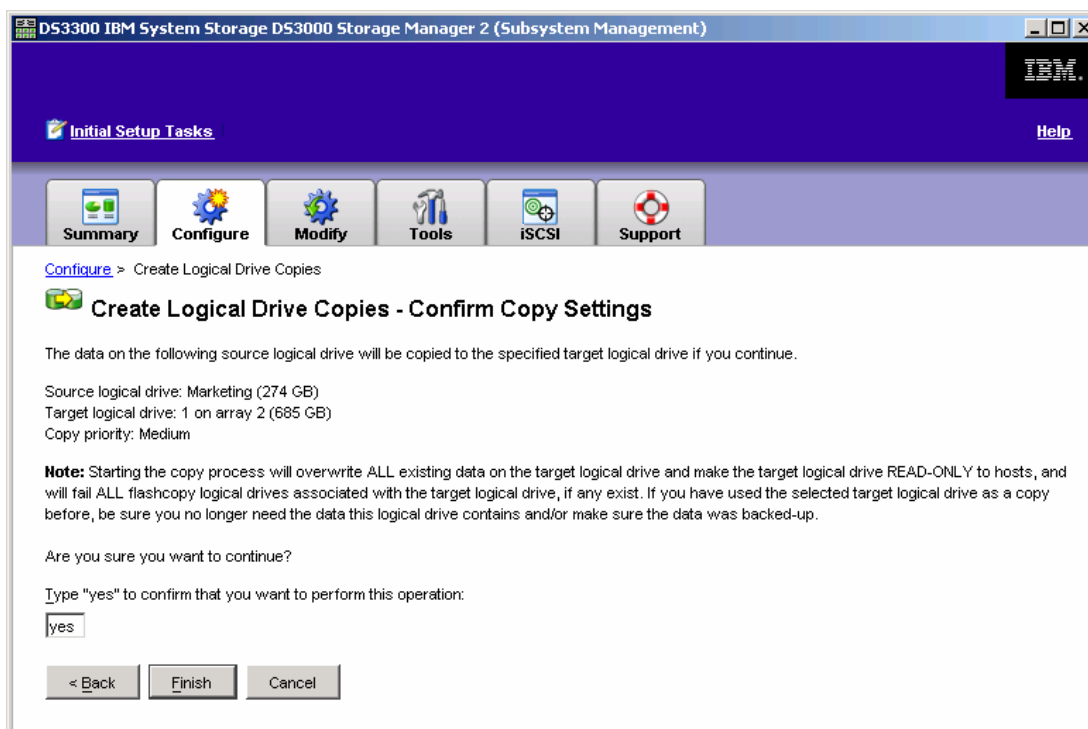 DS3300 IBM System Storage DS3000 Storage Manager 2 (Subsystem Management)
IBM.
Initial Setup Tasks
Help
Summary
Configure
Modify
Tools
iSCSI
Support
Configure > Create Logical Drive Copies
Create Logical Drive Copies - Confirm Copy Settings
The data on the following source logical drive will be copied to the specified target logical drive if you continue.
Source logical drive: Marketing (274 GB)
Target logical drive: 1 on array 2 (685 GB)
Copy priority: Medium
Note: Starting the copy process will overwrite ALL existing data on the target logical drive and make the target logical drive READ-ONLY to hosts, and
will fail ALL flashcopy logical drives associated with the target logical drive, if any exist. If you have used the selected target logical drive as a copy
before, be sure you no longer need the data this logical drive contains and/or make sure the data was backed-up.
Are you sure you want to continue?
Type "yes" to confirm that you want to perform this operation:
yes
< Back
Finish
Cancel